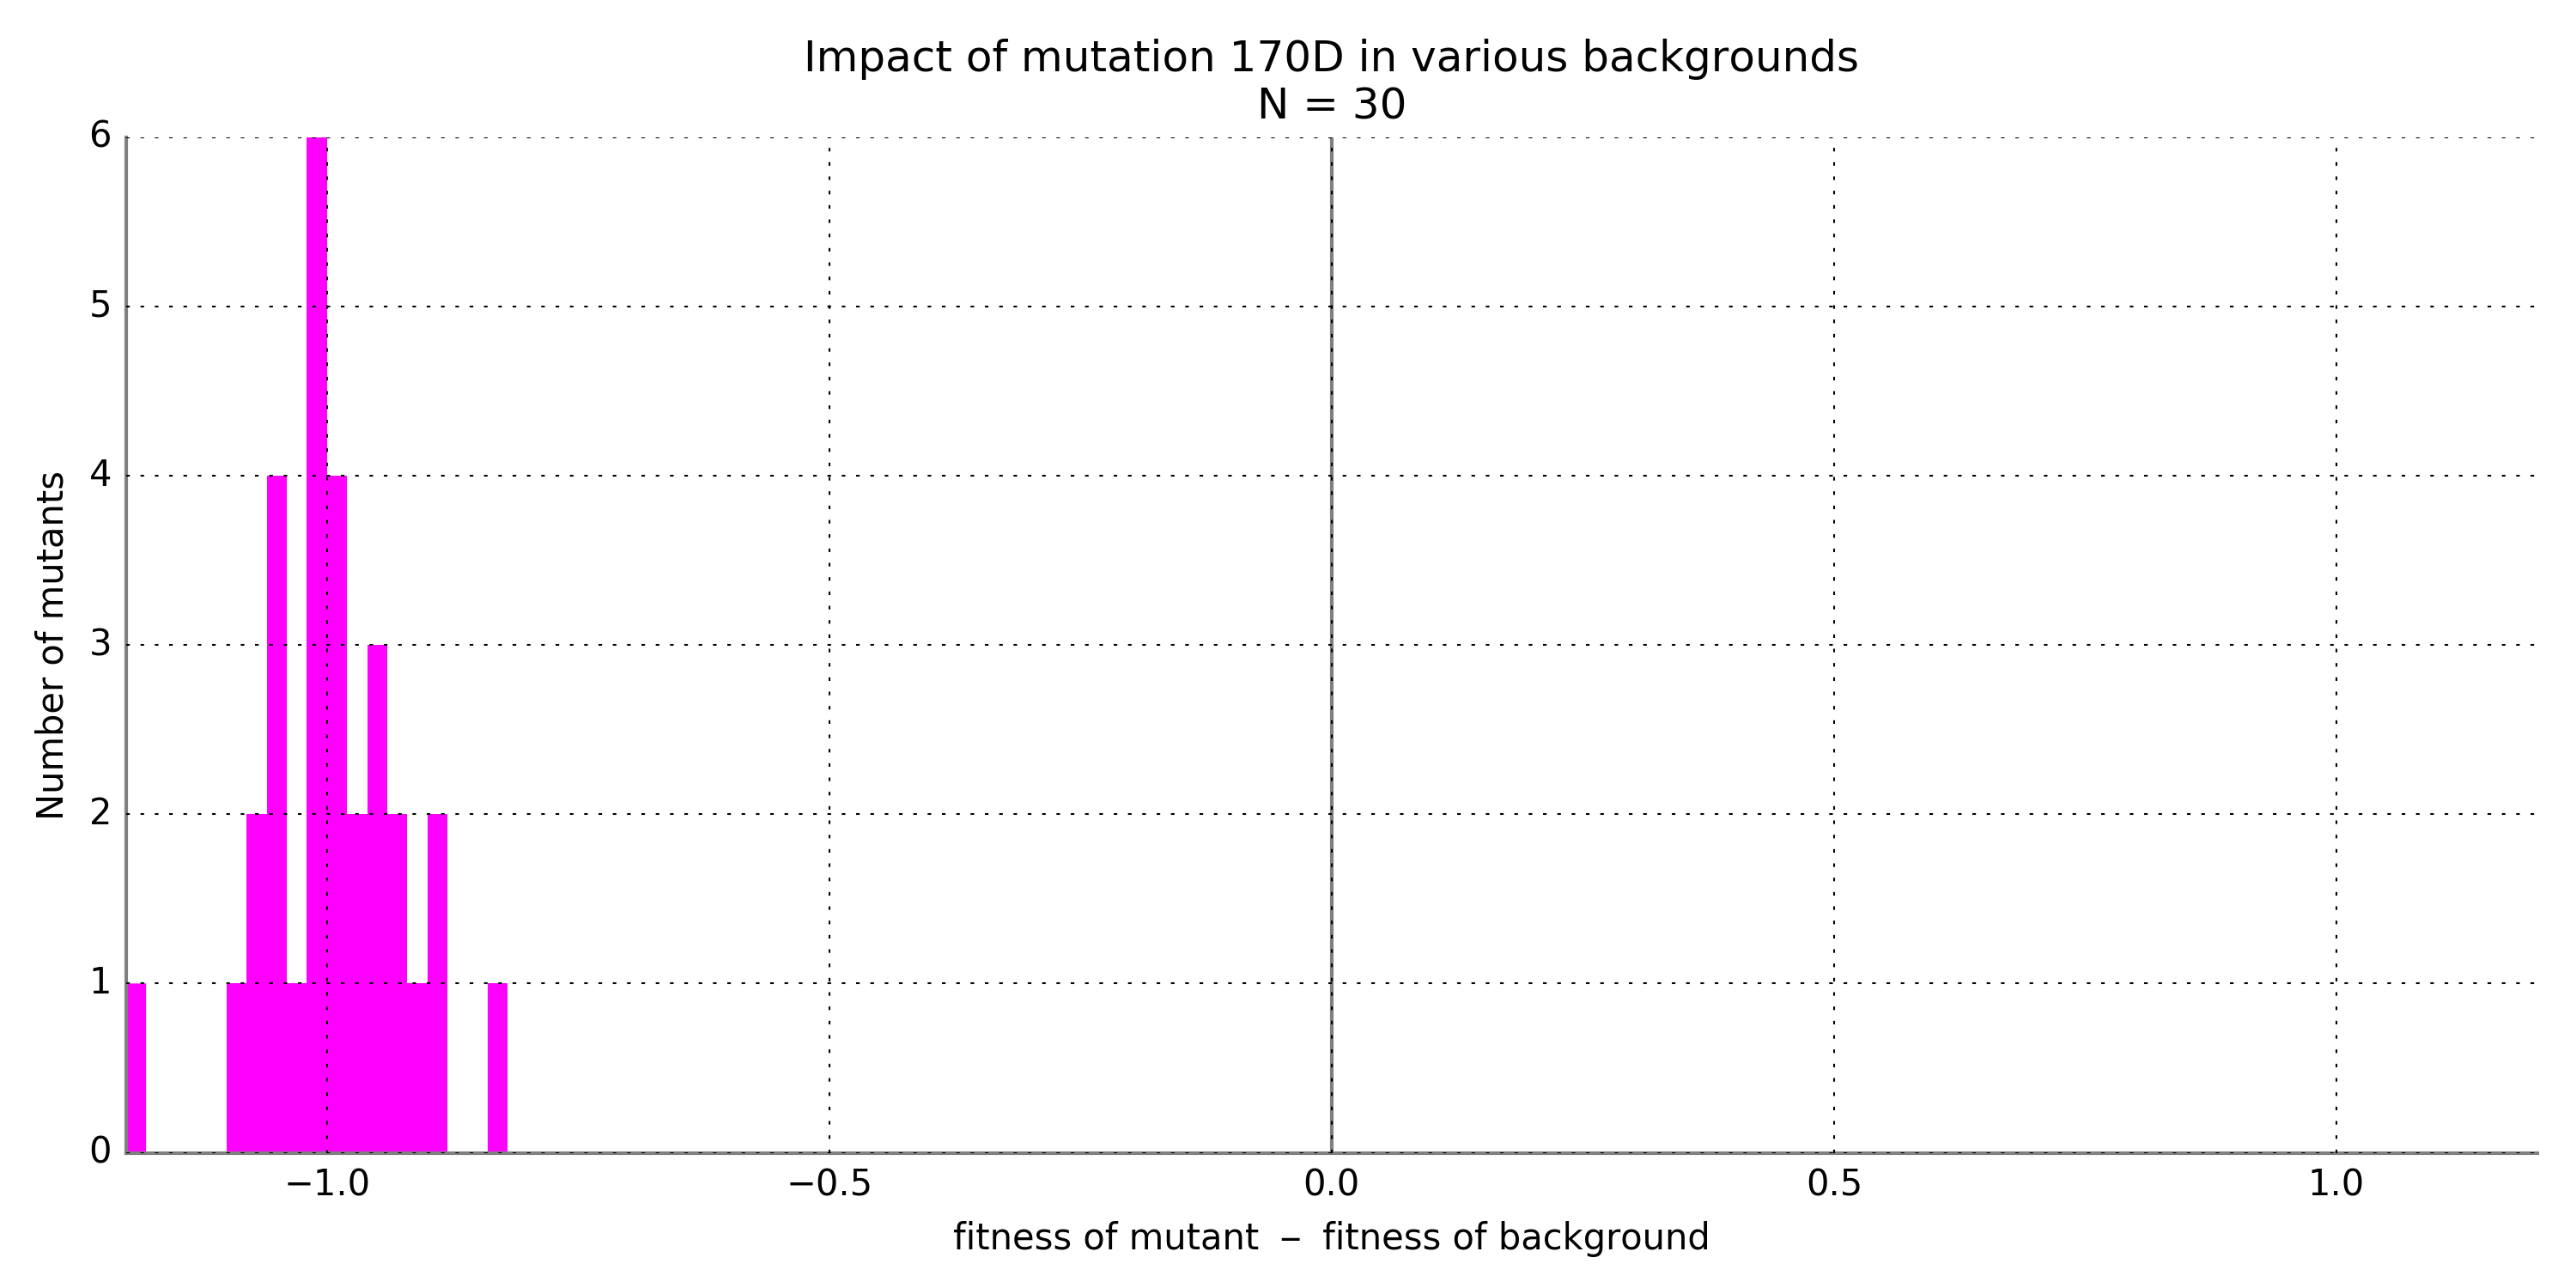 Impact of mutation 170D in various backgrounds
N = 30
6
5
4
3
2
1
0
Number of mutants
−1.0 −0.5 0.0 0.5 1.0
fitness of mutant – fitness of background